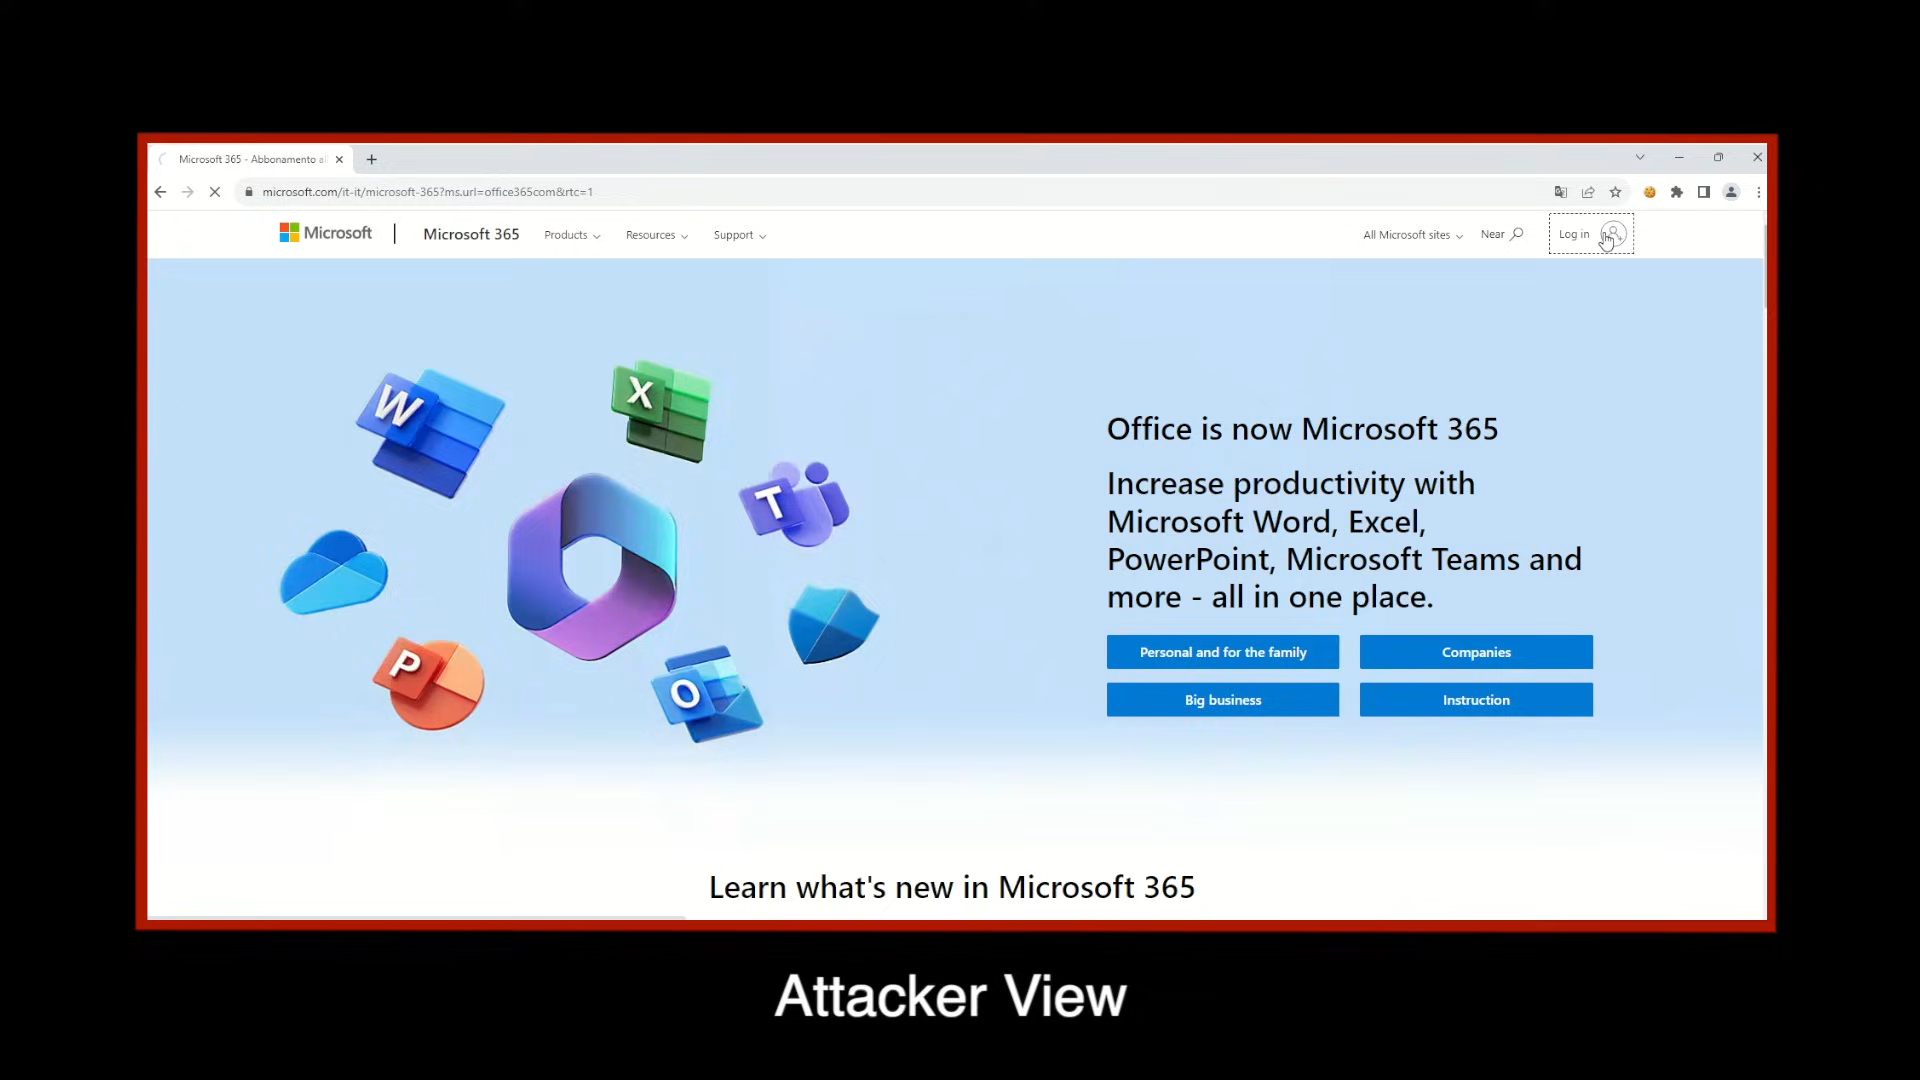 Microsoft 365 - Abbonamento al
microsoft.com/it-it/microsoft-365?ms.url=office365com&rtc=1
Microsoft
Microsoft 365
Products
Resources
Support
All Microsoft sites
Near
Log in
W
X
T
P
O
Office is now Microsoft 365
Increase productivity with
Microsoft Word, Excel,
PowerPoint, Microsoft Teams and
more - all in one place.
Personal and for the family
Companies
Big business
Instruction
Learn what's new in Microsoft 365
Attacker View